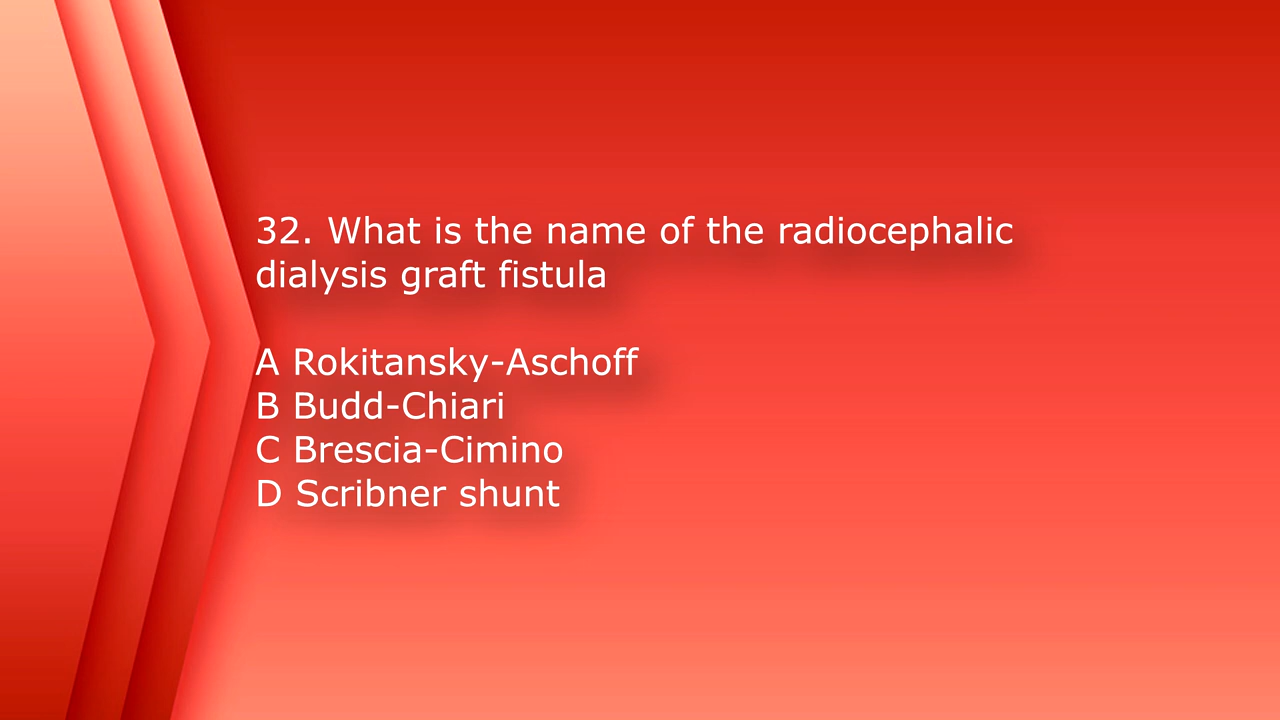 32. What is the name of the radiocephalic
dialysis graft fistula
A Rokitansky-Aschoff
B Budd-Chiari
C Brescia-Cimino
D Scribner shunt